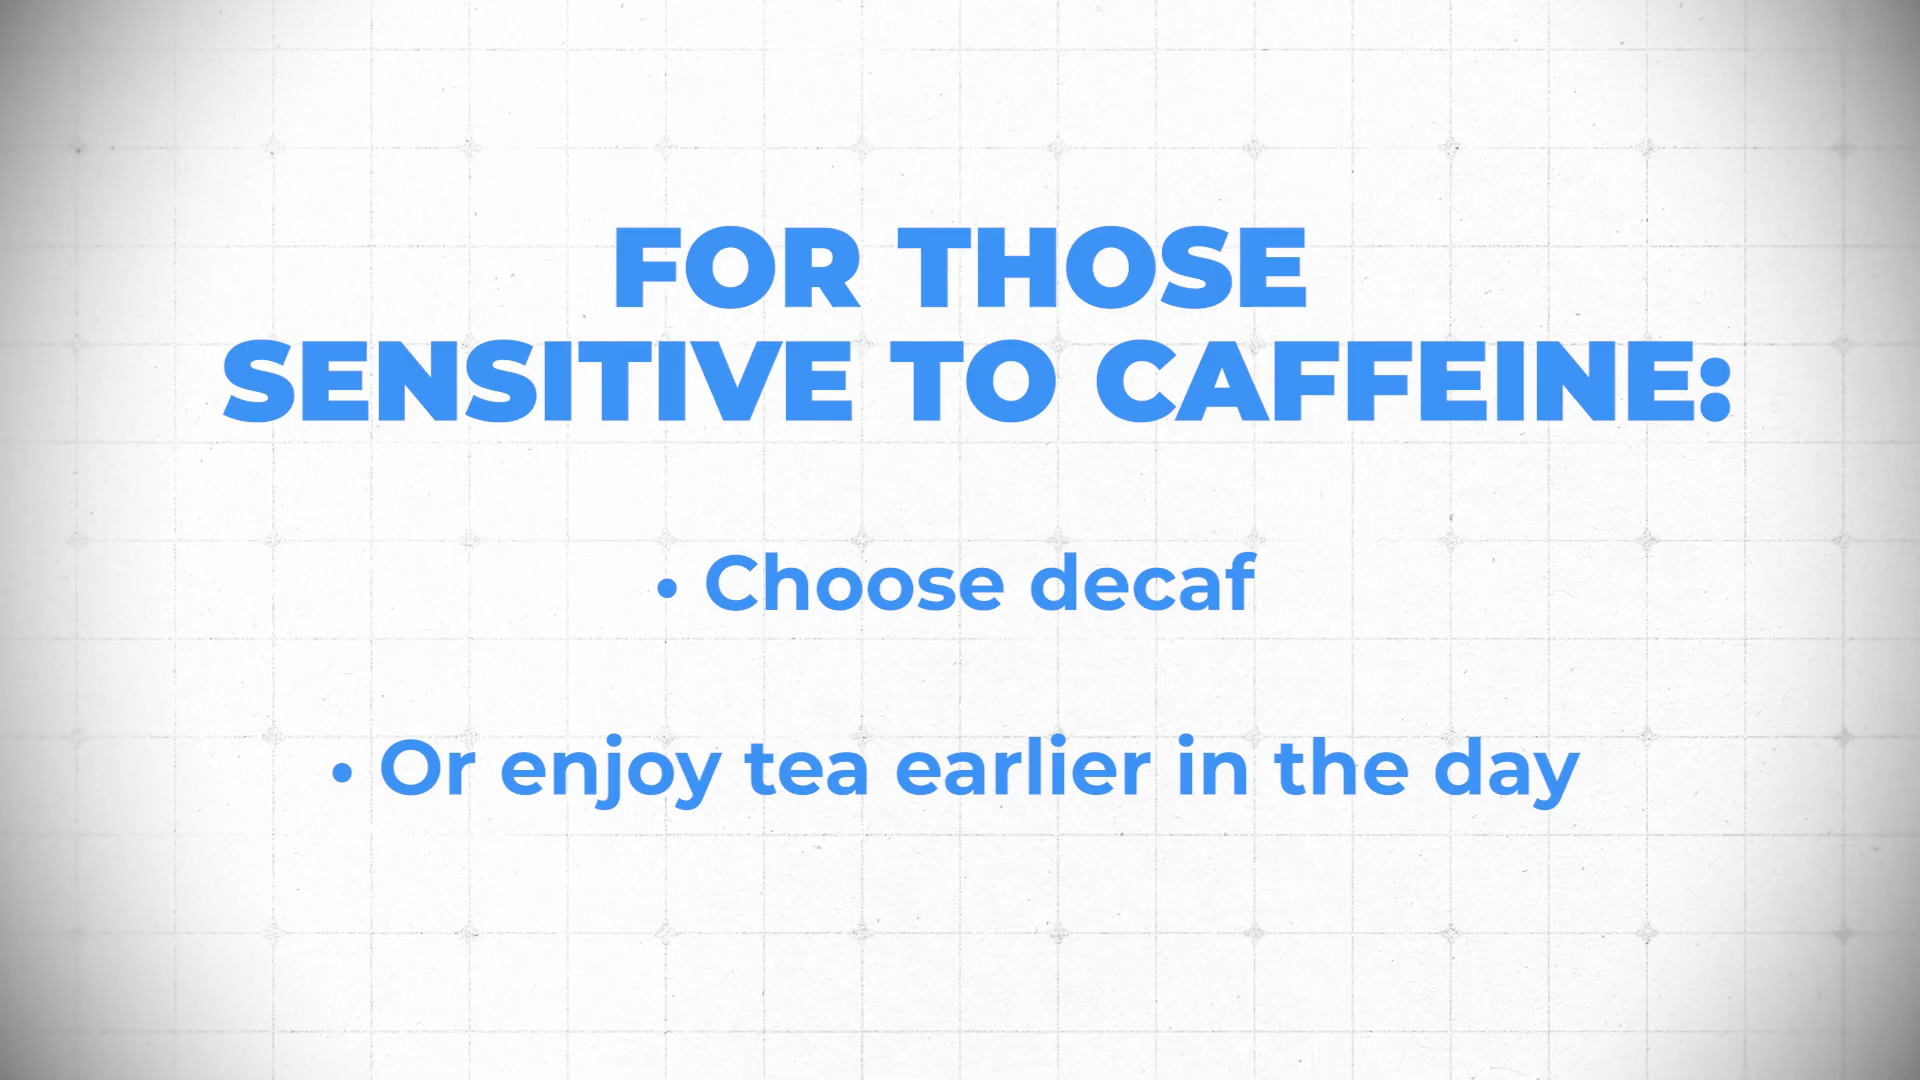 FOR THOSE
SENSITIVE TO CAFFEINE:
• Choose decaf
• Or enjoy tea earlier in the day